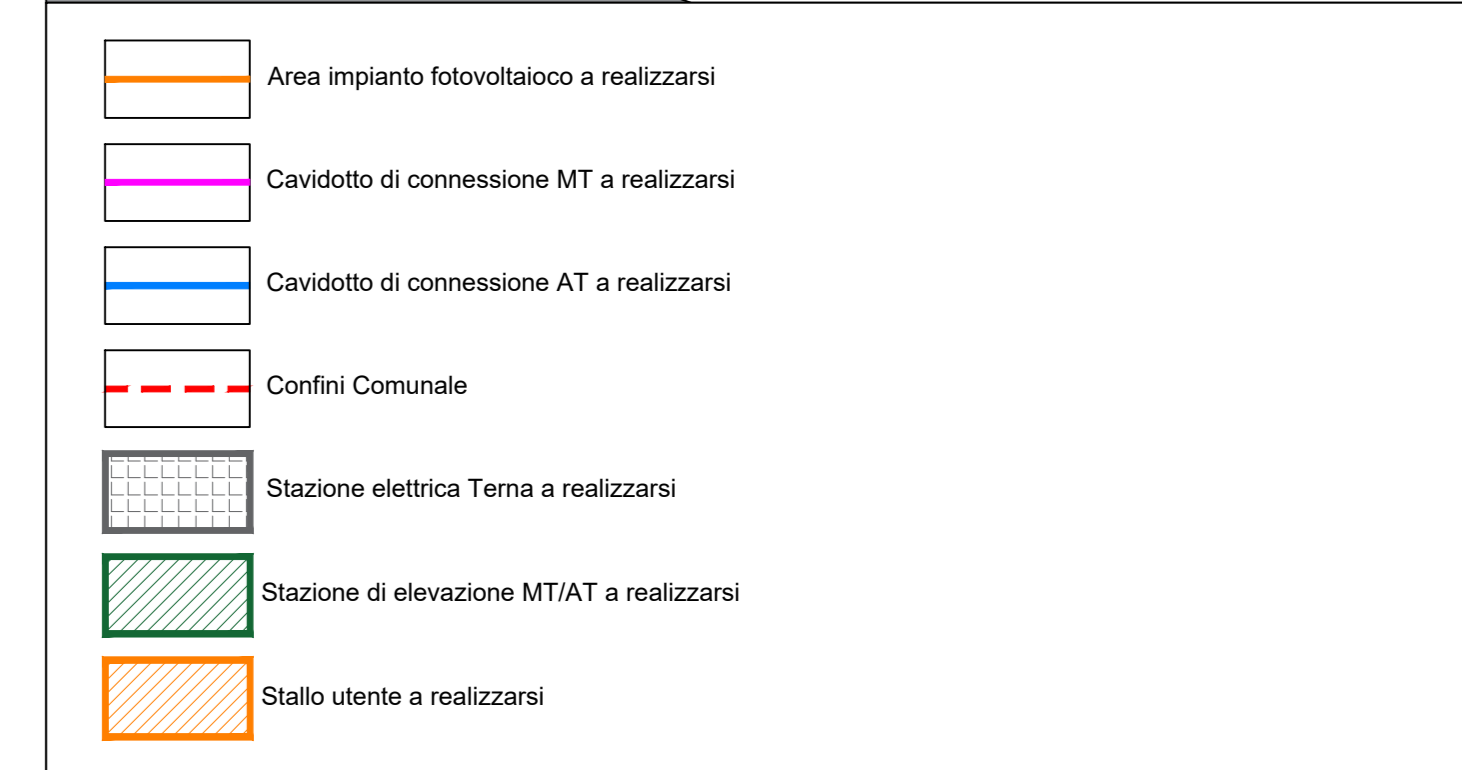 Area impianto fotovoltaioco a realizzarsi
Cavidotto di connessione MT a realizzarsi
Cavidotto di connessione AT a realizzarsi
Confini Comunale
Stazione elettrica Terna a realizzarsi
Stazione di elevazione MT/AT a realizzarsi
Stallo utente a realizzarsi